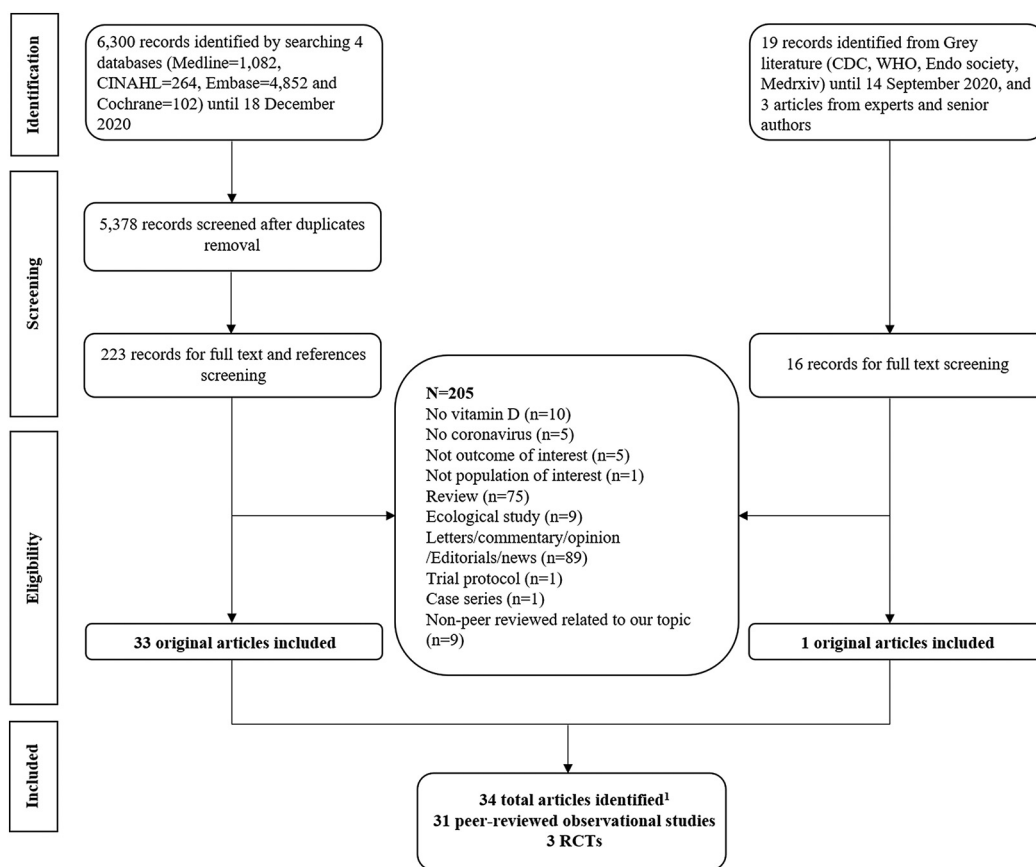 Identification
6,300 records identified by searching 4
databases (Medline=1,082,
CINAHL=264, Embase=4,852 and
Cochrane=102) until 18 December
2020
19 records identified from Grey
literature (CDC, WHO, Endo society,
Medrxiv) until 14 September 2020, and
3 articles from experts and senior
authors
Screening
5,378 records screened after duplicates
removal
223 records for full text and references
screening
16 records for full text screening
Eligibility
N=205
No vitamin D (n=10)
No coronavirus (n=5)
Not outcome of interest (n=5)
Not population of interest (n=1)
Review (n=75)
Ecological study (n=9)
Letters/commentary/opinion
/Editorials/news (n=89)
Trial protocol (n=1)
Case series (n=1)
Non-peer reviewed related to our topic
(n=9)
33 original articles included
1 original articles included
Included
34 total articles identified¹
31 peer-reviewed observational studies
3 RCTs